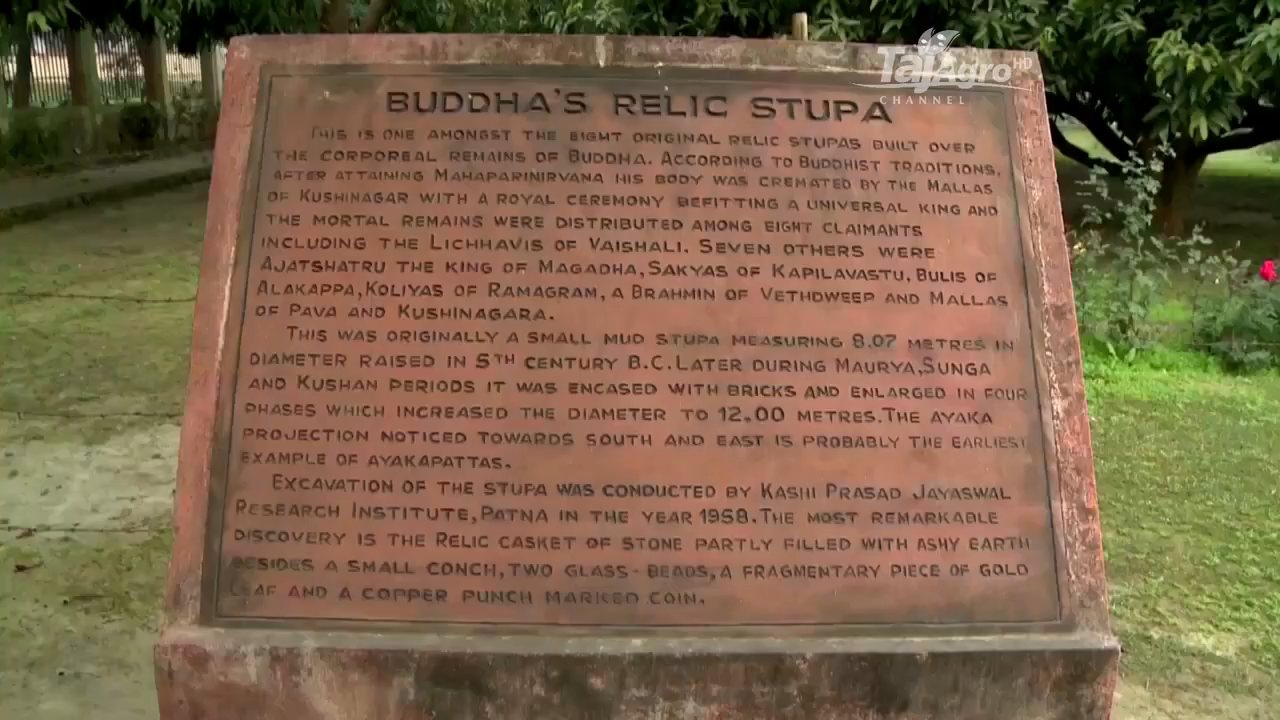 TajAgro HD
CHANNEL
BUDDHA'S RELIC STUPA
THIS IS ONE AMONGST THE EIGHT ORIGINAL RELIC STUPAS BUILT OVER
THE CORPOREAL REMAINS OF BUDDHA. ACCORDING TO BUDDHIST TRADITIONS,
AFTER ATTAINING MAHAPARINIRVANA HIS BODY WAS CREMATED BY THE MALLAS
OF KUSHINAGAR WITH A ROYAL CEREMONY BEFITTING A UNIVERSAL KING AND
THE MORTAL REMAINS WERE DISTRIBUTED AMONG EIGHT CLAIMANTS
INCLUDING THE LICHHAVIS OF VAISHALI. SEVEN OTHERS WERE
AJATSHATRU THE KING OF MAGADHA, SAKYAS OF KAPILAVASTU, BULIS OF
ALAKAPPA, KOLIYAS OF RAMAGRAM, A BRAHMIN OF VETHDWEEP AND MALLAS
OF PAVA AND KUSHINAGARA.
THIS WAS ORIGINALLY A SMALL MUD STUPA MEASURING 8.07 METRES IN
DIAMETER RAISED IN 5TH CENTURY B.C. LATER DURING MAURYA, SUNGA
AND KUSHAN PERIODS IT WAS ENCASED WITH BRICKS AND ENLARGED IN FOUR
PHASES WHICH INCREASED THE DIAMETER TO 12.00 METRES. THE AYAKA
PROJECTION NOTICED TOWARDS SOUTH AND EAST IS PROBABLY THE EARLIEST
EXAMPLE OF AYAKAPATTAS.
EXCAVATION OF THE STUPA WAS CONDUCTED BY KASHI PRASAD JAYASWAL
RESEARCH INSTITUTE, PATNA IN THE YEAR 1958. THE MOST REMARKABLE
DISCOVERY IS THE RELIC CASKET OF STONE PARTLY FILLED WITH ASHY EARTH
BESIDES A SMALL CONCH, TWO GLASS-BEADS, A FRAGMENTARY PIECE OF GOLD
LEAF AND A COPPER PUNCH MARKED COIN.